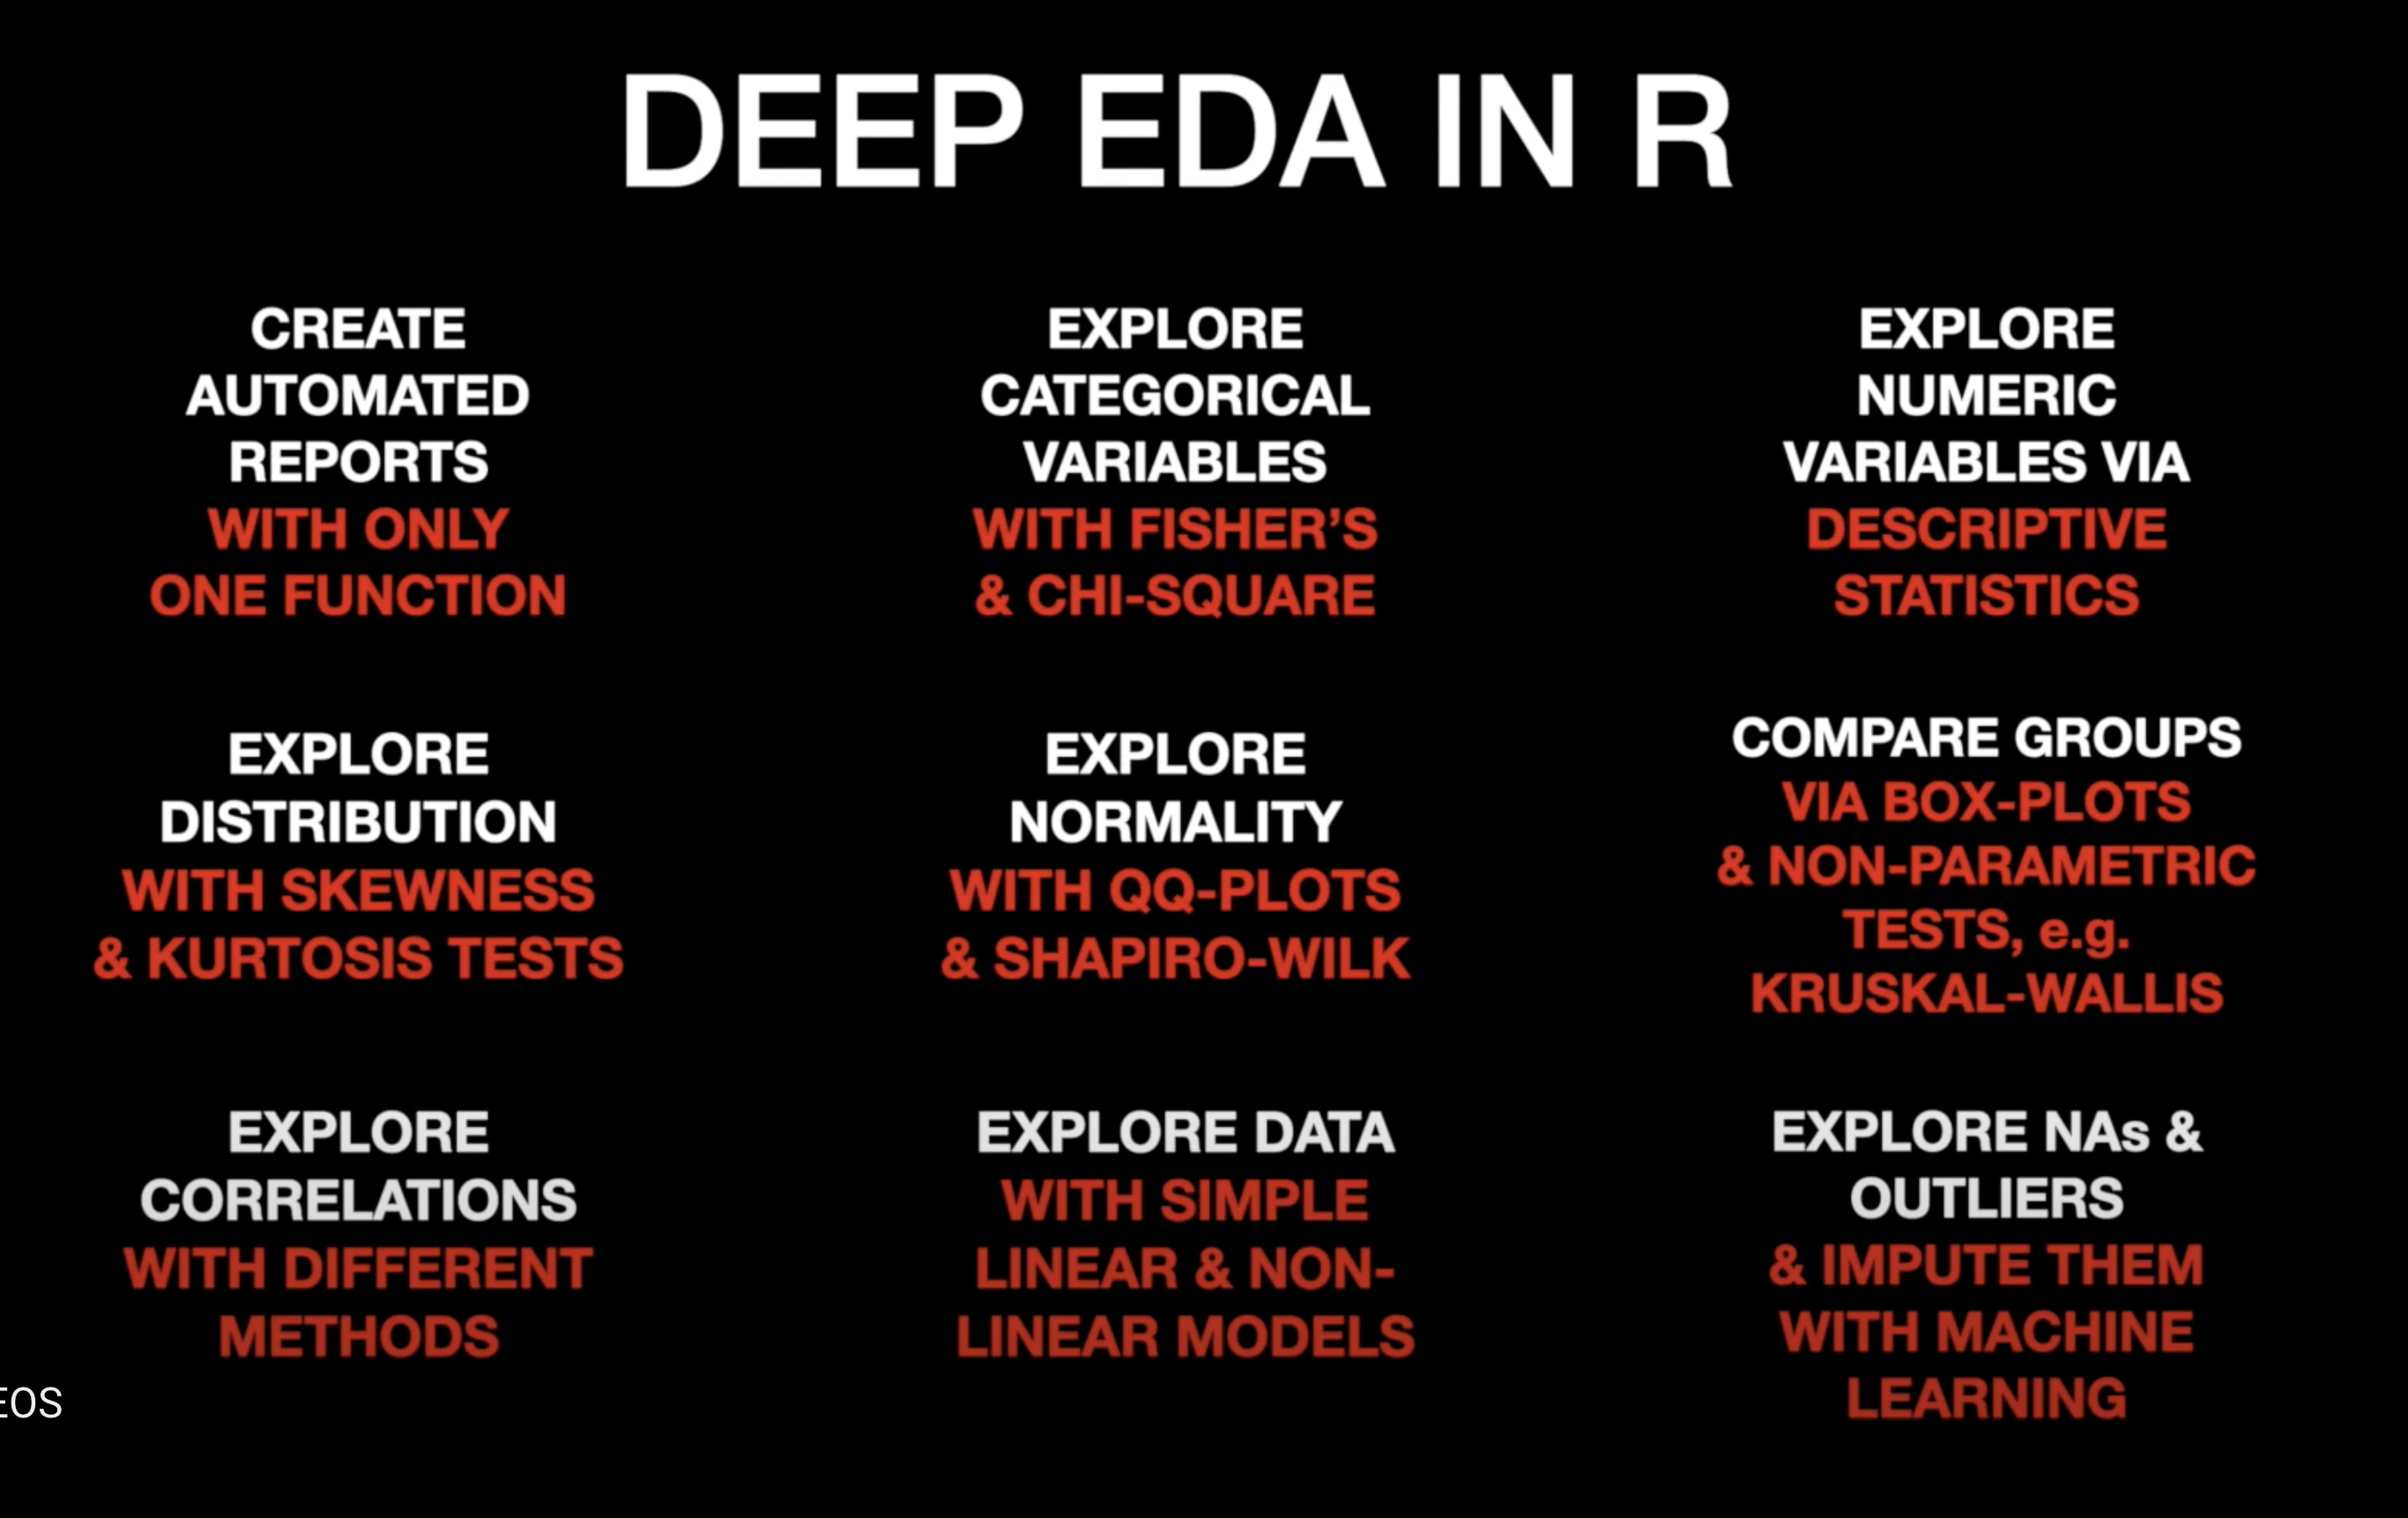 DEEP EDA IN R
CREATE
AUTOMATED
REPORTS
WITH ONLY
ONE FUNCTION
EXPLORE
CATEGORICAL
VARIABLES
WITH FISHER’S
& CHI-SQUARE
EXPLORE
NUMERIC
VARIABLES VIA
DESCRIPTIVE
STATISTICS
EXPLORE
DISTRIBUTION
WITH SKEWNESS
& KURTOSIS TESTS
EXPLORE
NORMALITY
WITH QQ-PLOTS
& SHAPIRO-WILK
COMPARE GROUPS
VIA BOX-PLOTS
& NON-PARAMETRIC
TESTS, e.g.
KRUSKAL-WALLIS
EXPLORE
CORRELATIONS
WITH DIFFERENT
METHODS
EXPLORE DATA
WITH SIMPLE
LINEAR & NON-
LINEAR MODELS
EXPLORE NAs &
OUTLIERS
& IMPUTE THEM
WITH MACHINE
LEARNING
EOS